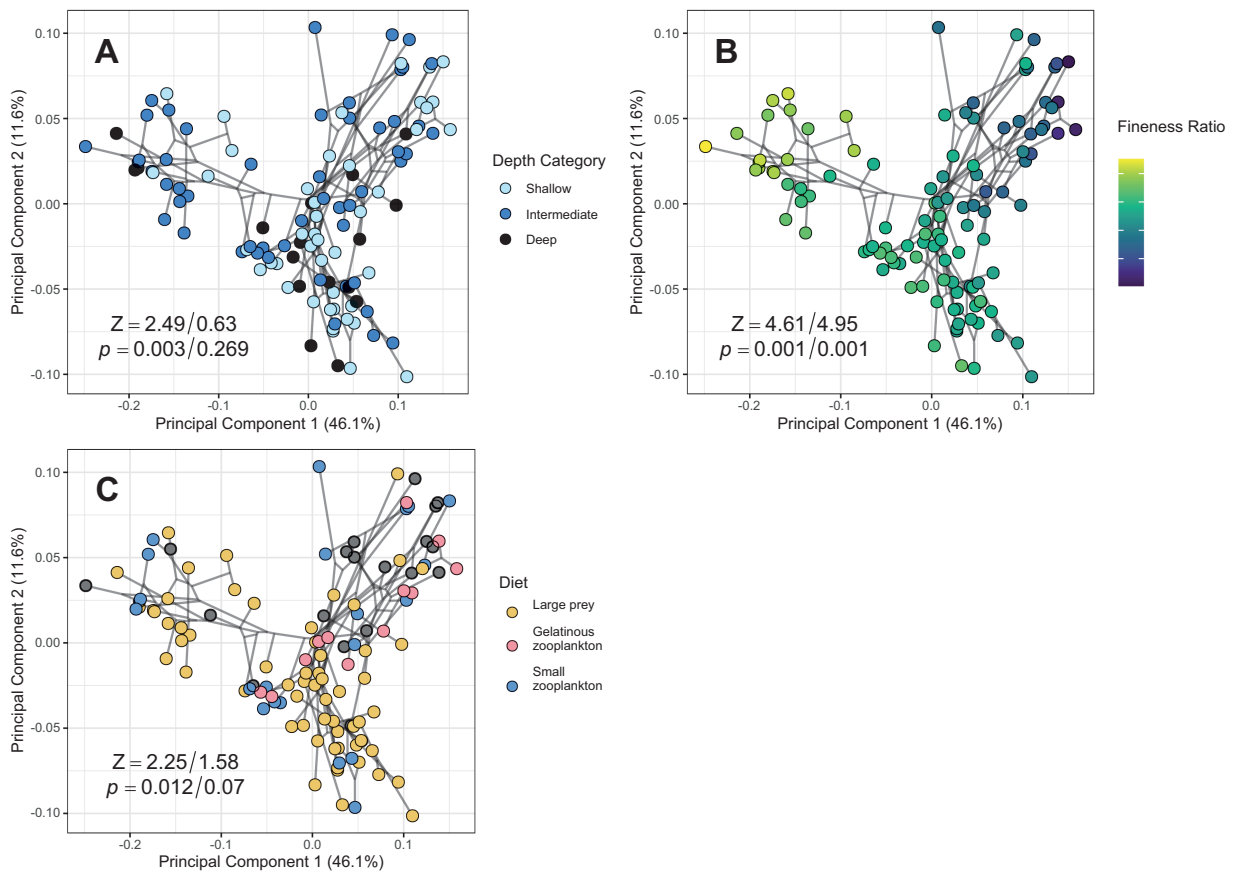 A
0.10
0.05
0.00
-0.05
-0.10
Principal Component 2 (11.6%)
Z = 2.49/0.63
p = 0.003/0.269
-0.2
-0.1
0.0
0.1
Principal Component 1 (46.1%)
Depth Category
Shallow
Intermediate
Deep
B
0.10
0.05
0.00
-0.05
-0.10
Principal Component 2 (11.6%)
Z = 4.61/4.95
p = 0.001/0.001
-0.2
-0.1
0.0
0.1
Principal Component 1 (46.1%)
Fineness Ratio
C
0.10
0.05
0.00
-0.05
-0.10
Principal Component 2 (11.6%)
Z = 2.25/1.58
p = 0.012/0.07
-0.2
-0.1
0.0
0.1
Principal Component 1 (46.1%)
Diet
Large prey
Gelatinous
zooplankton
Small
zooplankton